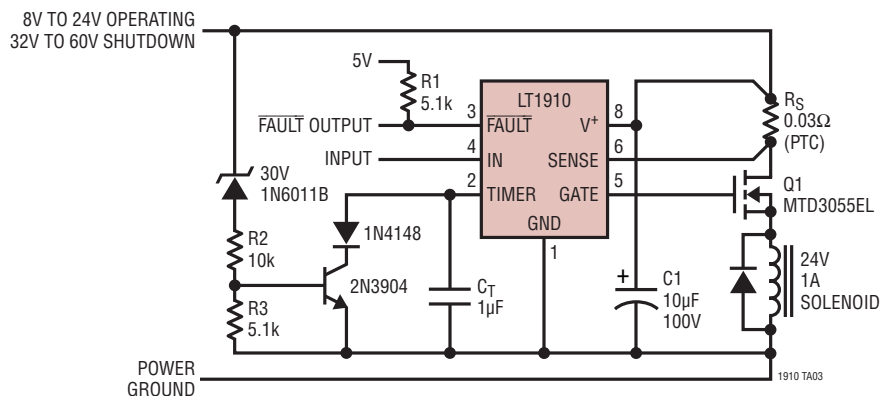 8V TO 24V OPERATING
32V TO 60V SHUTDOWN
5V
R1
5.1k
LT1910
FAULT OUTPUT
3
FAULT
V+
8
RS
0.03Ω
(PTC)
INPUT
4
IN
SENSE
6
30V
1N6011B
2
TIMER
GATE
5
Q1
MTD3055EL
GND
1
1N4148
R2
10k
2N3904
CT
1µF
+
C1
10µF
100V
24V
1A
SOLENOID
R3
5.1k
POWER
GROUND
1910 TA03